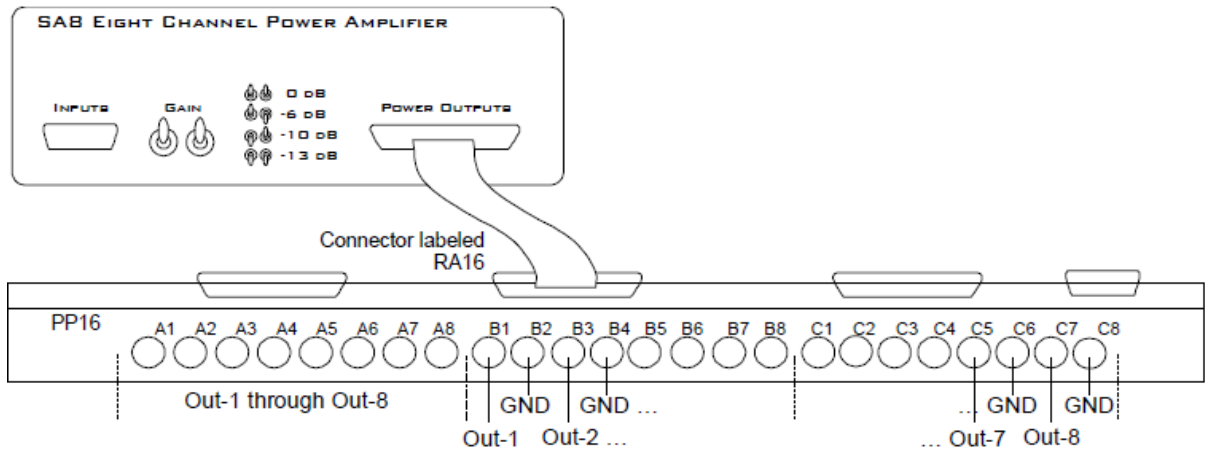 SA8 EIGHT CHANNEL POWER AMPLIFIER
INPUTS GAIN 0 dB POWER OUTPUTS
-6 dB
-10 dB
-13 dB
Connector labeled
RA16
PP16 A1 A2 A3 A4 A5 A6 A7 A8 B1 B2 B3 B4 B5 B6 B7 B8 C1 C2 C3 C4 C5 C6 C7 C8
Out-1 through Out-8 GND GND ... ... GND GND
Out-1 Out-2 ... ... Out-7 Out-8